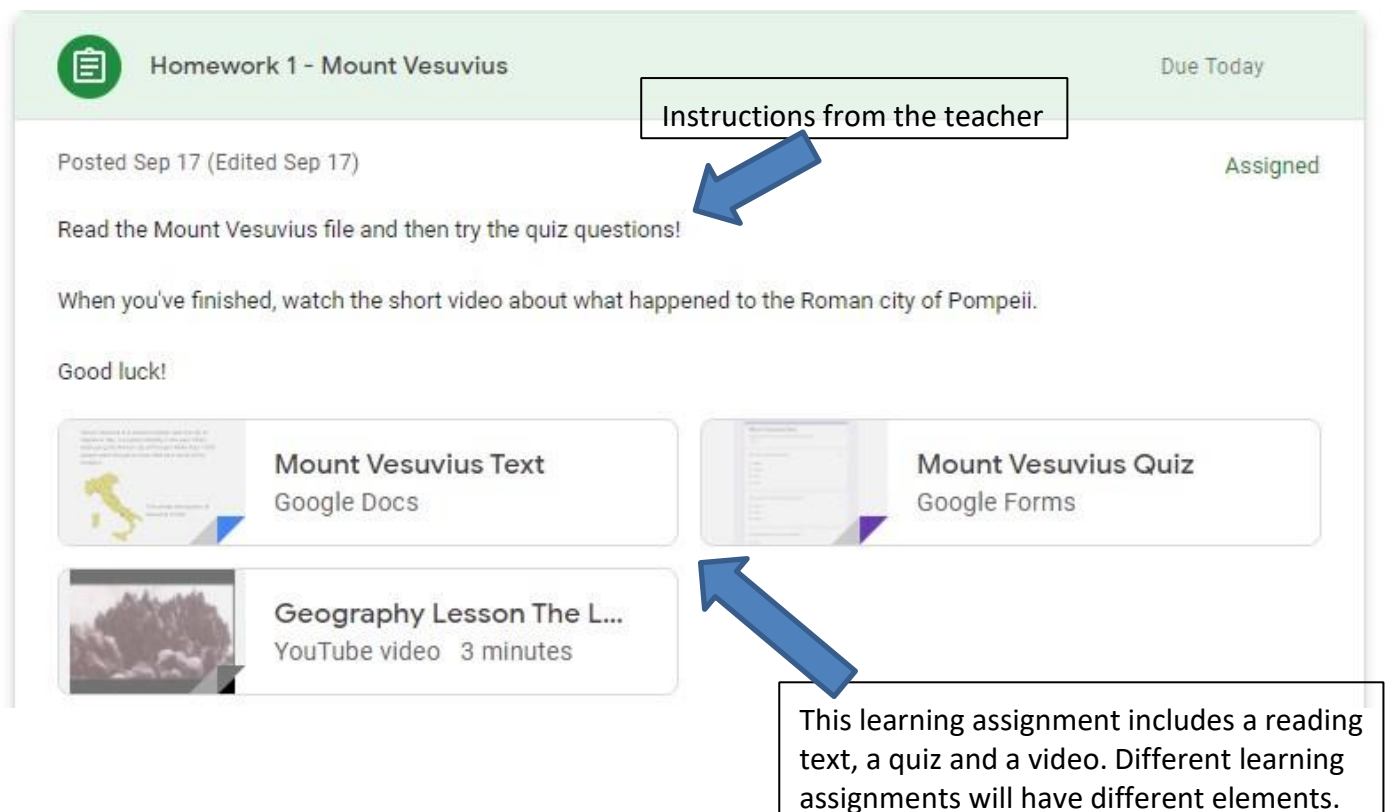 Homework 1 - Mount Vesuvius
Due Today
Instructions from the teacher
Posted Sep 17 (Edited Sep 17)
Assigned
Read the Mount Vesuvius file and then try the quiz questions!
When you've finished, watch the short video about what happened to the Roman city of Pompeii.
Good luck!
Mount Vesuvius Text
Google Docs
Mount Vesuvius Quiz
Google Forms
Geography Lesson The L...
YouTube video 3 minutes
This learning assignment includes a reading
text, a quiz and a video. Different learning
assignments will have different elements.